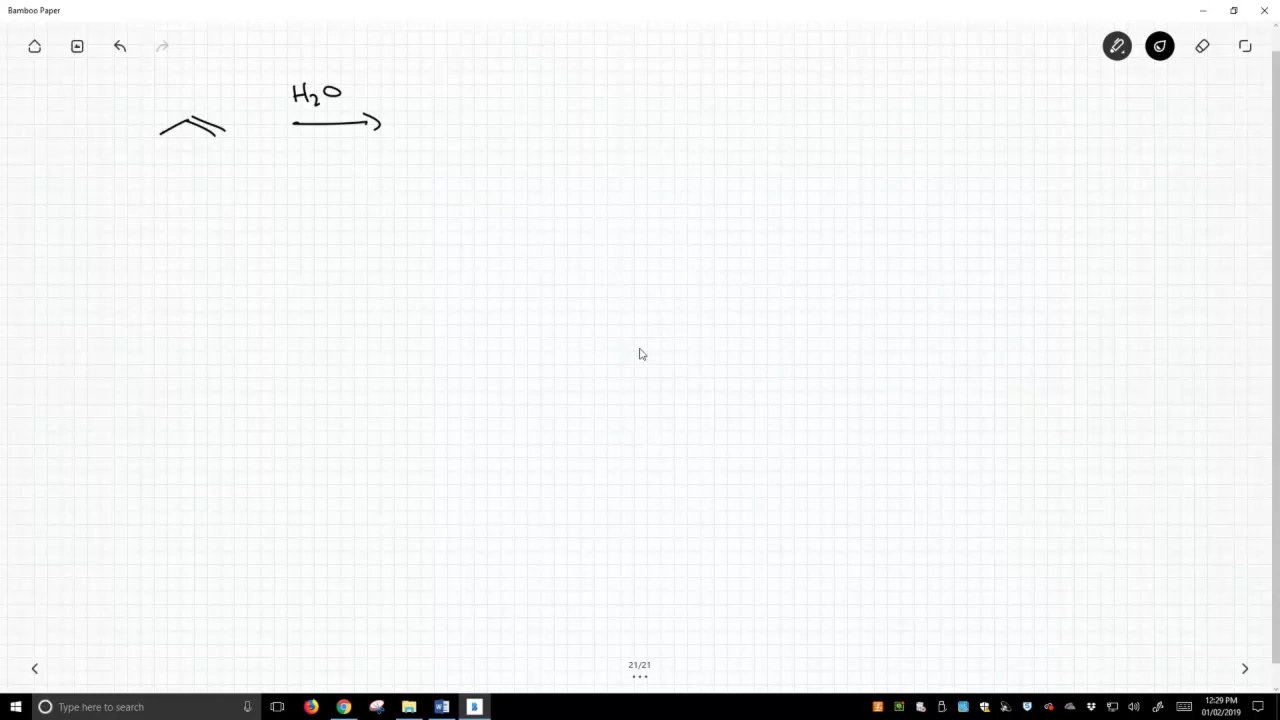 Bamboo Paper
H₂O
21/21
Type here to search
12:29 PM
01/02/2019